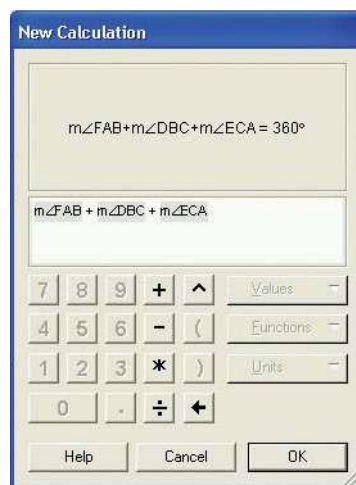 New Calculation
m∠FAB+m∠DBC+m∠ECA = 360°
m∠FAB + m∠DBC + m∠ECA
7 8 9 + ^ Values
4 5 6 - ( Functions
1 2 3 * ) Units
0 . ÷ ←
Help Cancel OK